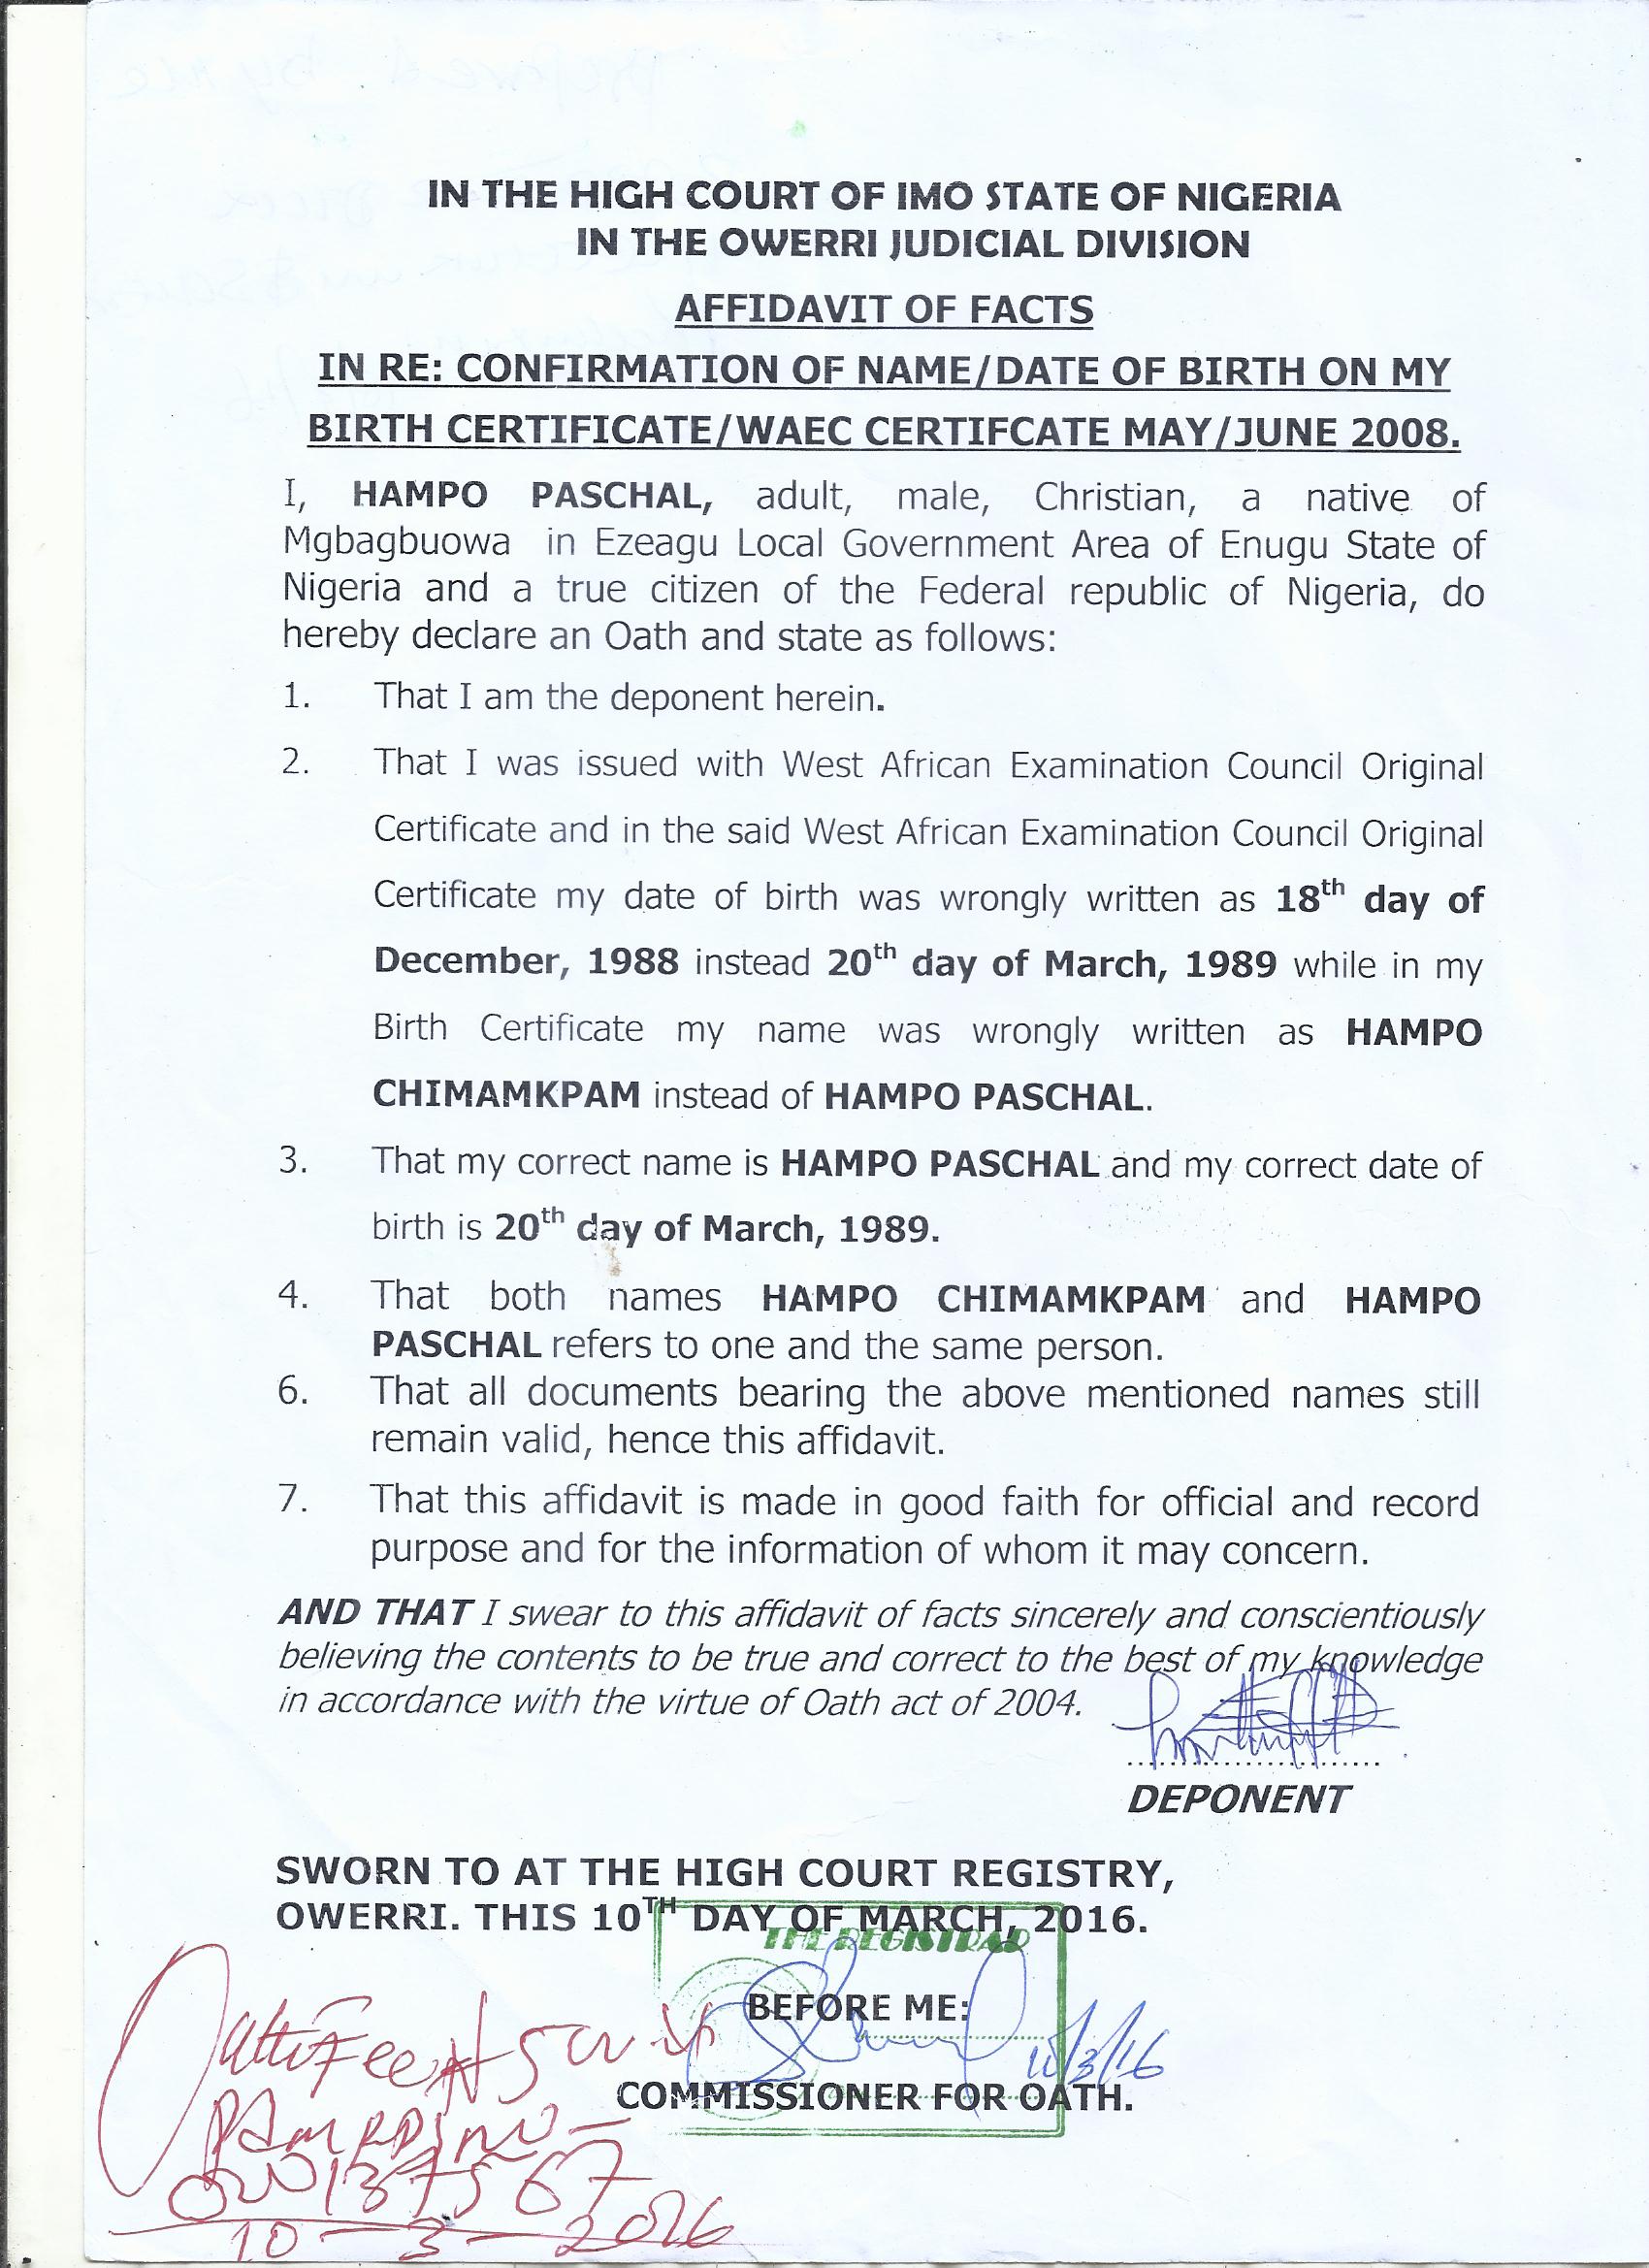 IN THE HIGH COURT OF IMO STATE OF NIGERIA
IN THE OWERRI JUDICIAL DIVISION
AFFIDAVIT OF FACTS
IN RE: CONFIRMATION OF NAME/DATE OF BIRTH ON MY
BIRTH CERTIFICATE/WAEC CERTIFCATE MAY/JUNE 2008.
I, HAMPO PASCHAL, adult, male, Christian, a native of
Mgbagbuowa in Ezeagu Local Government Area of Enugu State of
Nigeria and a true citizen of the Federal republic of Nigeria, do
hereby declare an Oath and state as follows:
1. That I am the deponent herein.
2. That I was issued with West African Examination Council Original
Certificate and in the said West African Examination Council Original
Certificate my date of birth was wrongly written as 18th day of
December, 1988 instead 20th day of March, 1989 while in my
Birth Certificate my name was wrongly written as HAMPO
CHIMAMKPAM instead of HAMPO PASCHAL.
3. That my correct name is HAMPO PASCHAL and my correct date of
birth is 20th day of March, 1989.
4. That both names HAMPO CHIMAMKPAM and HAMPO
PASCHAL refers to one and the same person.
6. That all documents bearing the above mentioned names still
remain valid, hence this affidavit.
7. That this affidavit is made in good faith for official and record
purpose and for the information of whom it may concern.
AND THAT I swear to this affidavit of facts sincerely and conscientiously
believing the contents to be true and correct to the best of my knowledge
in accordance with the virtue of Oath act of 2004.
DEPONENT
SWORN TO AT THE HIGH COURT REGISTRY,
OWERRI. THIS 10TH DAY OF MARCH, 2016.
THE REGISTRAR
BEFORE ME:
11/3/16
COMMISSIONER FOR OATH.
Oath Fee
10-3-2016